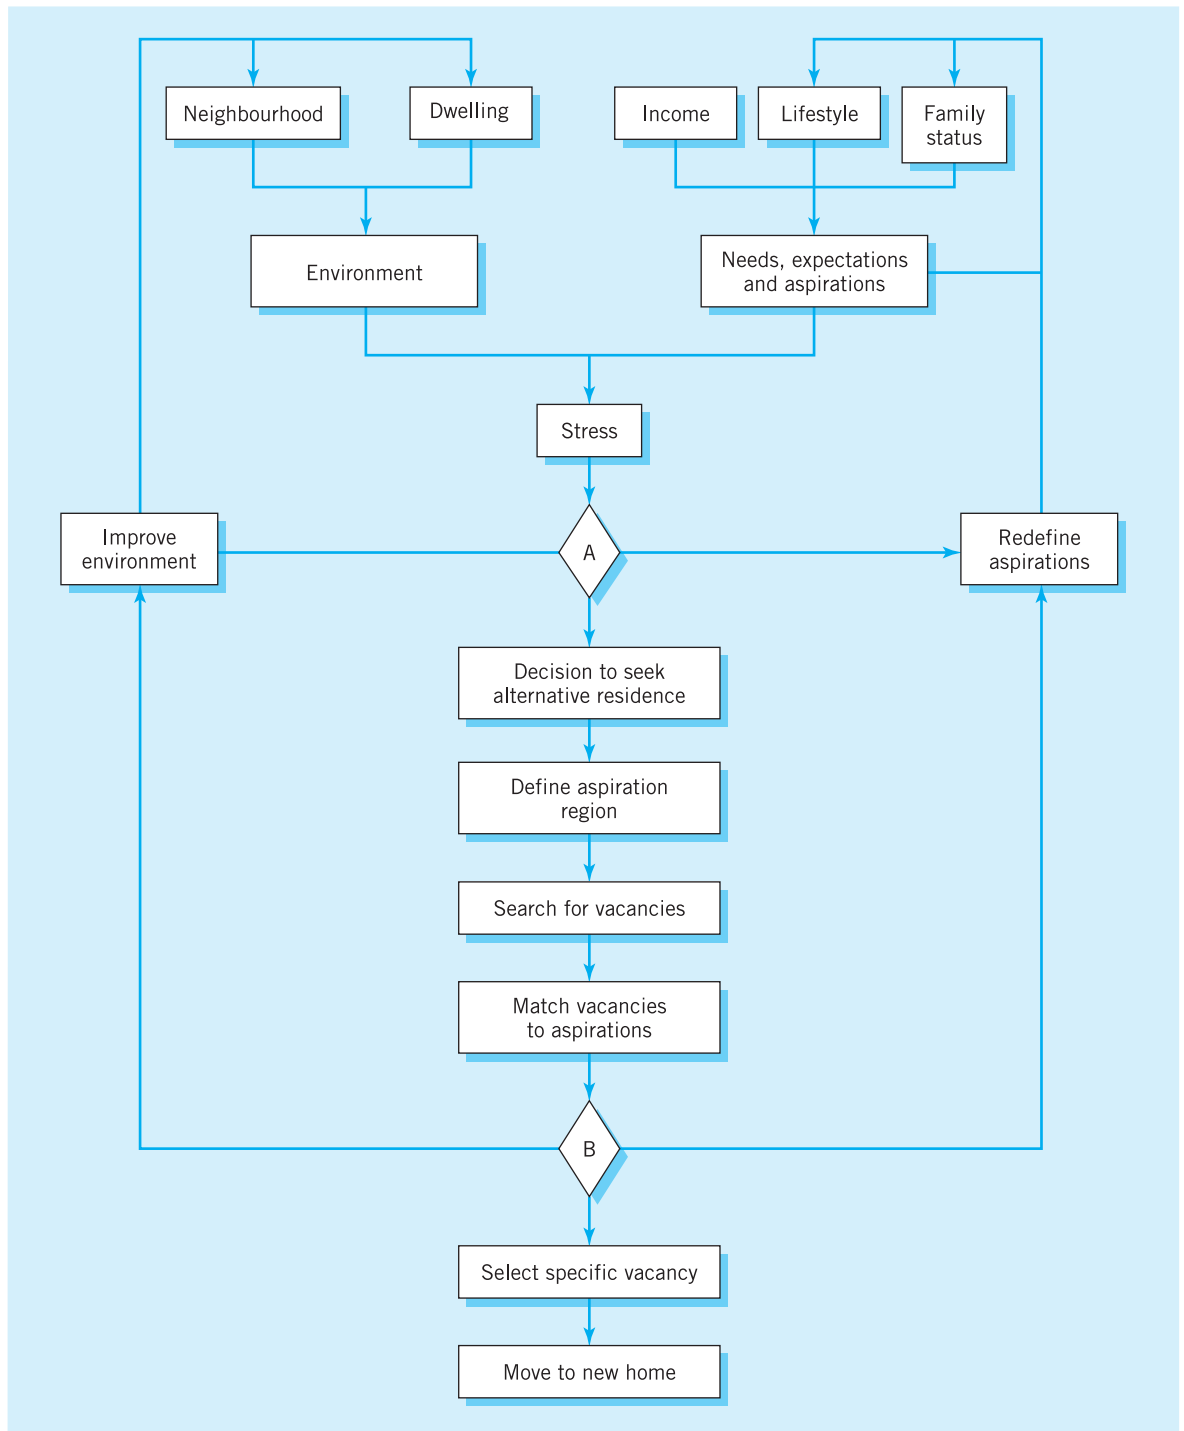 Neighbourhood
Dwelling
Income
Lifestyle
Family
status
Environment
Needs, expectations
and aspirations
Stress
Improve
environment
A
Redefine
aspirations
Decision to seek
alternative residence
Define aspiration
region
Search for vacancies
Match vacancies
to aspirations
B
Select specific vacancy
Move to new home